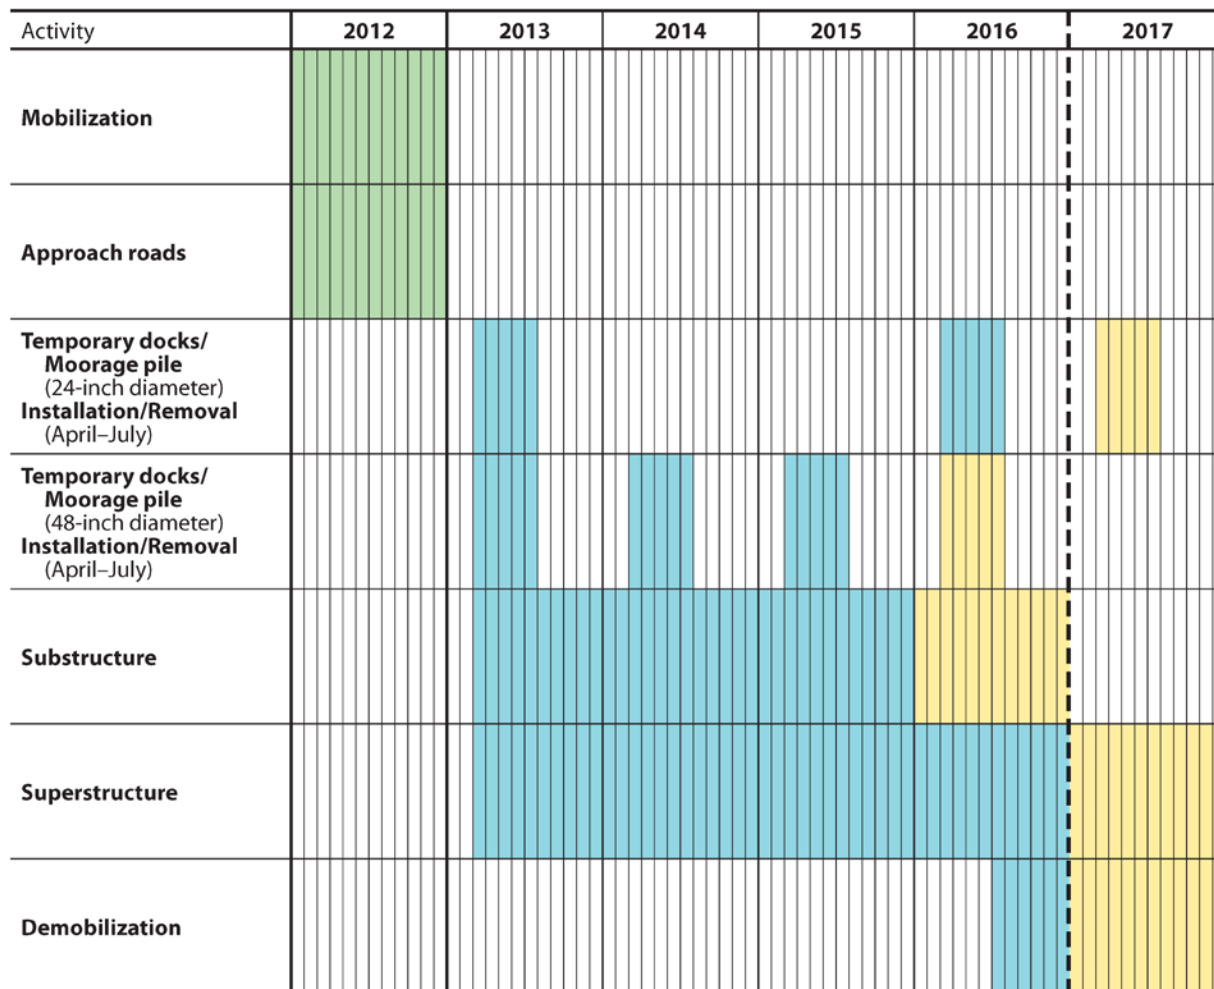 Activity 2012 2013 2014 2015 2016 2017
Mobilization
Approach roads
Temporary docks/
Moorage pile
(24-inch diameter)
Installation/Removal
(April–July)
Temporary docks/
Moorage pile
(48-inch diameter)
Installation/Removal
(April–July)
Substructure
Superstructure
Demobilization